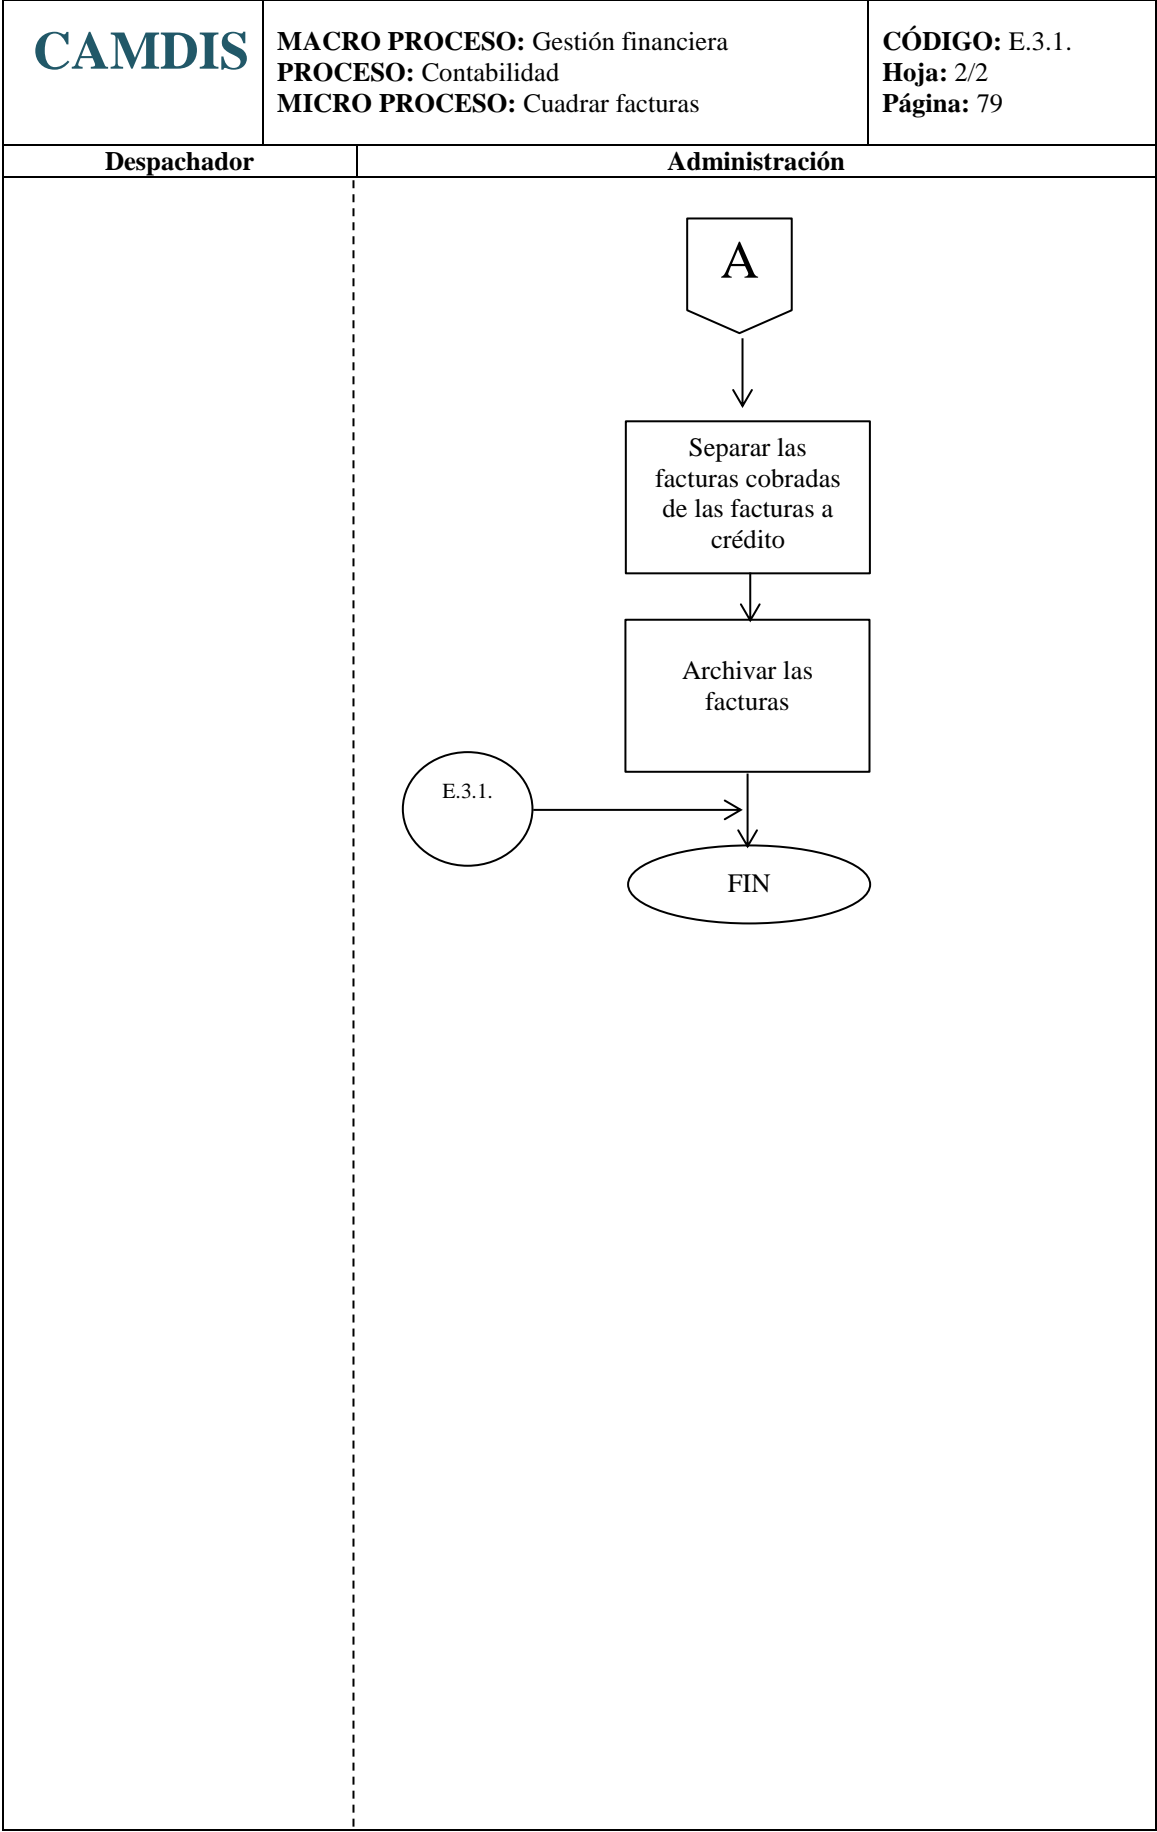 CAMDIS
MACRO PROCESO: Gestión financiera
PROCESO: Contabilidad
MICRO PROCESO: Cuadrar facturas
CÓDIGO: E.3.1.
Hoja: 2/2
Página: 79
Despachador
Administración
A
Separar las
facturas cobradas
de las facturas a
crédito
Archivar las
facturas
E.3.1.
FIN